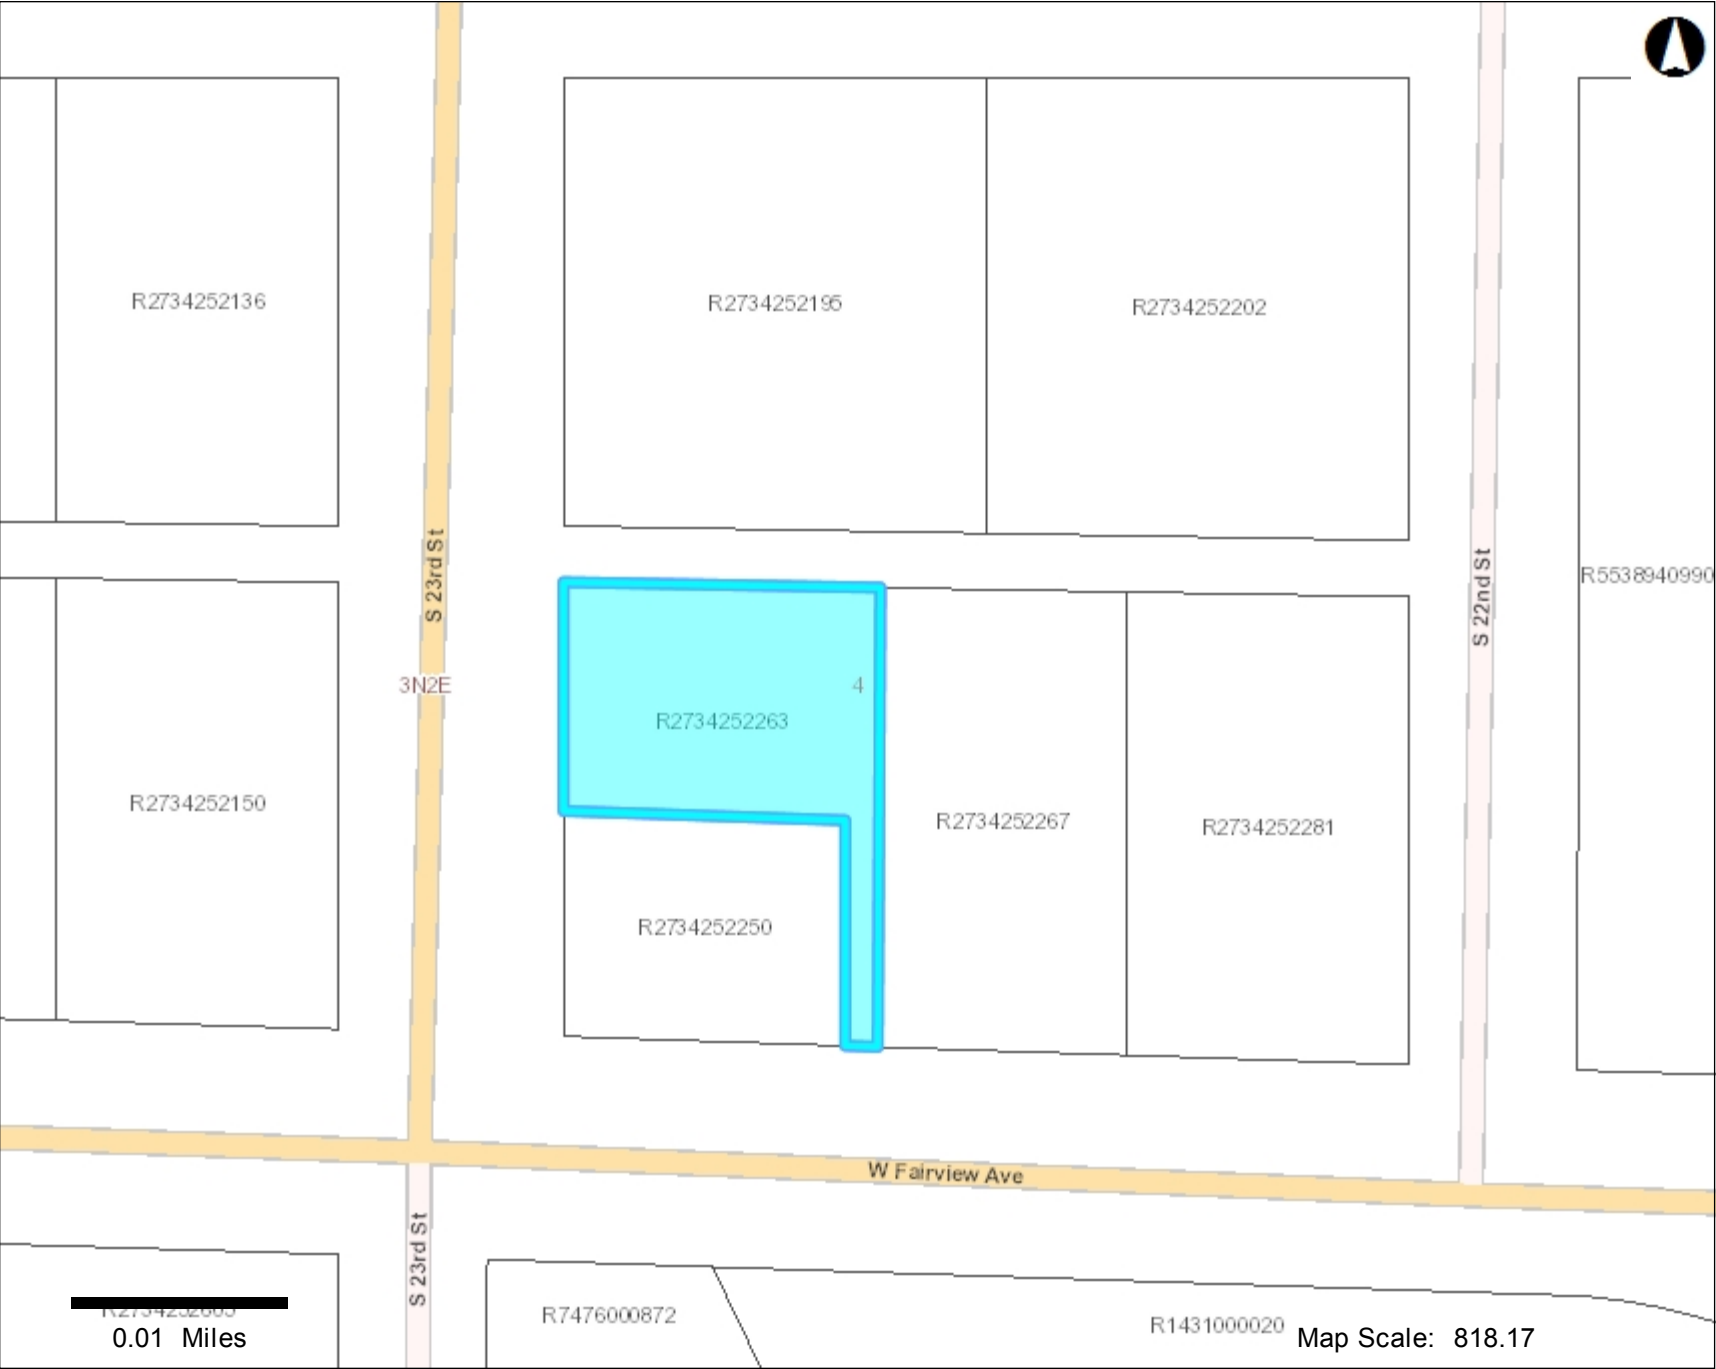 R2734252136
R2734252195
R2734252202
S 23rd St
S 22nd St
R5538940990
3N2E
4
R2734252263
R2734252150
R2734252267
R2734252281
R2734252250
W Fairview Ave
S 23rd St
R7476000872
R1431000020
0.01 Miles
Map Scale: 818.17